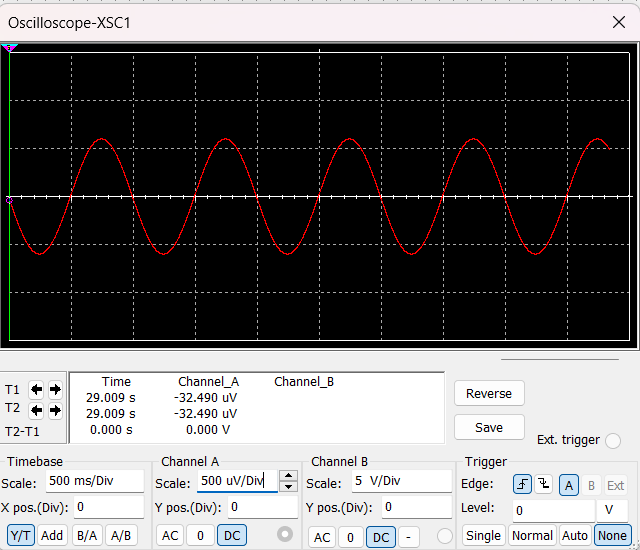 Oscilloscope-XSC1
Time Channel_A Channel_B
T1 29.009 s -32.490 uV
T2 29.009 s -32.490 uV
T2-T1 0.000 s 0.000 V
Reverse
Save
Ext. trigger
Timebase
Scale: 500 ms/Div
X pos.(Div): 0
Y/T Add B/A A/B
Channel A
Scale: 500 uV/Div
Y pos.(Div): 0
AC 0 DC
Channel B
Scale: 5 V/Div
Y pos.(Div): 0
AC 0 DC -
Trigger
Edge: A B Ext
Level: 0 V
Single Normal Auto None